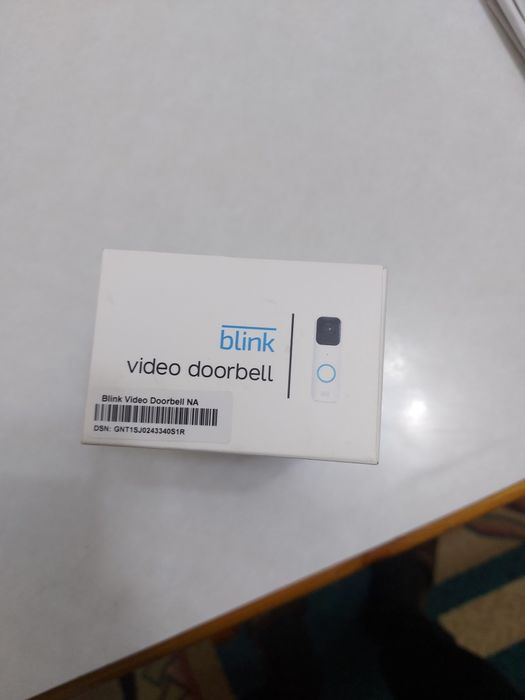 blink
video doorbell
Blink Video Doorbell NA
DSN: GNT1SJ0243340S1R